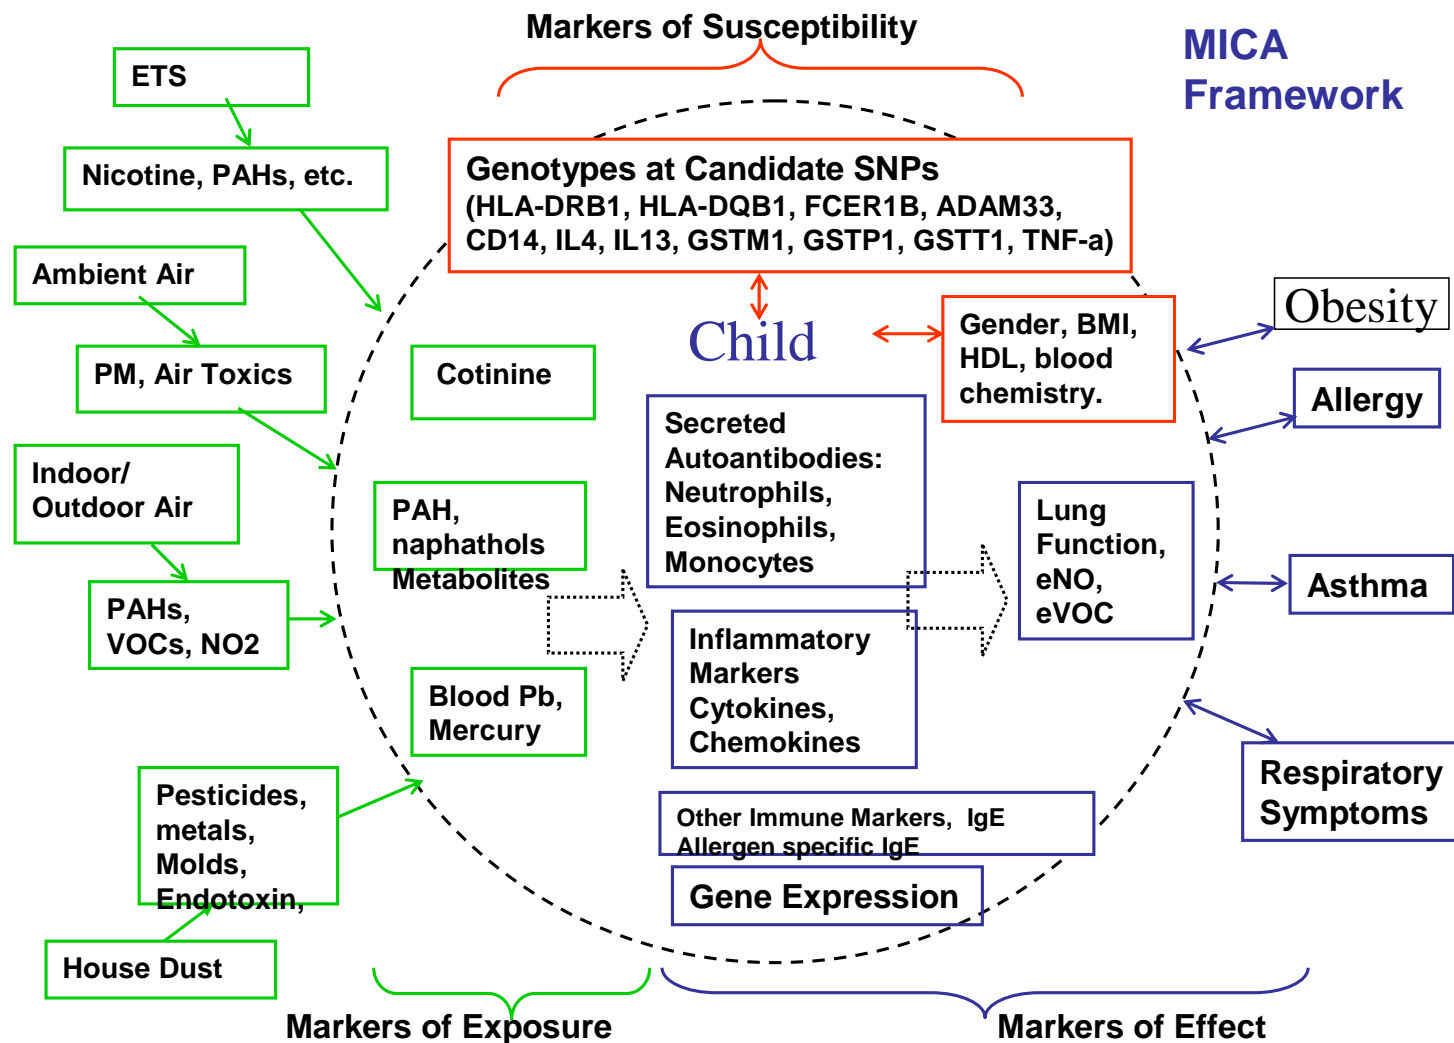 Markers of Susceptibility
MICA
Framework
ETS
Nicotine, PAHs, etc.
Genotypes at Candidate SNPs
(HLA-DRB1, HLA-DQB1, FCER1B, ADAM33,
CD14, IL4, IL13, GSTM1, GSTP1, GSTT1, TNF-a)
Ambient Air
PM, Air Toxics
Cotinine
Child
Gender, BMI,
HDL, blood
chemistry.
Obesity
Allergy
Indoor/
Outdoor Air
PAH,
naphathols
Metabolites
Secreted
Autoantibodies:
Neutrophils,
Eosinophils,
Monocytes
Lung
Function,
eNO,
eVOC
Asthma
PAHs,
VOCs, NO2
Inflammatory
Markers
Cytokines,
Chemokines
Blood Pb,
Mercury
Respiratory
Symptoms
Pesticides,
metals,
Molds,
Endotoxin,
Other Immune Markers, IgE
Allergen specific IgE
Gene Expression
House Dust
Markers of Exposure
Markers of Effect